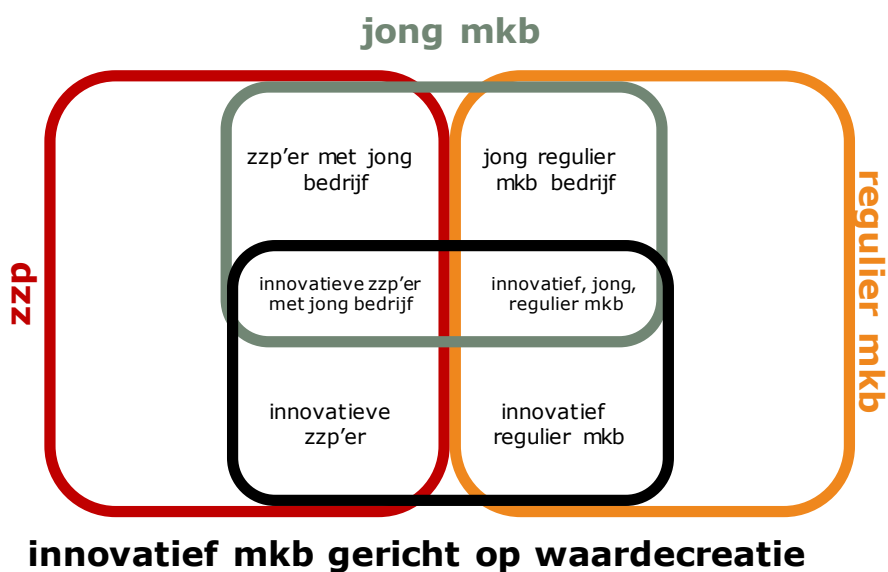 jong mkb
zzp'er met jong
bedrijf
jong regulier
mkb bedrijf
zzp
regulier mkb
innovatieve zzp'er
met jong bedrijf
innovatief, jong,
regulier mkb
innovatieve
zzp'er
innovatief
regulier mkb
innovatief mkb gericht op waardecreatie